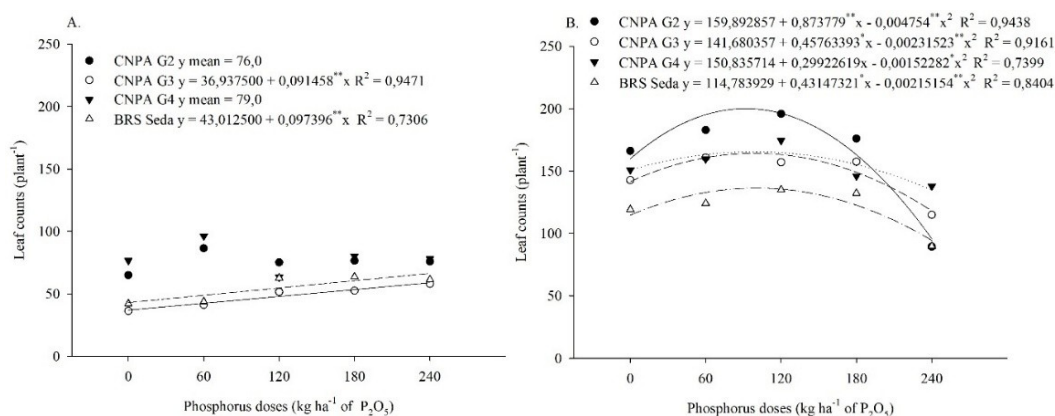 A.
CNPA G2 y mean = 76,0
CNPA G3 y = 36,937500 + 0,091458**x R² = 0,9471
CNPA G4 y mean = 79,0
BRS Seda y = 43,012500 + 0,097396**x R² = 0,7306
250
200
150
100
50
0
Leaf counts (plant⁻¹)
0 60 120 180 240
Phosphorus doses (kg ha⁻¹ of P₂O₅)
B.
CNPA G2 y = 159,892857 + 0,873779**x - 0,004754**x² R² = 0,9438
CNPA G3 y = 141,680357 + 0,45763393*x - 0,00231523**x² R² = 0,9161
CNPA G4 y = 150,835714 + 0,29922619x - 0,00152282*x² R² = 0,7399
BRS Seda y = 114,783929 + 0,43147321*x - 0,00215154**x² R² = 0,8404
250
200
150
100
50
0
Leaf counts (plant⁻¹)
0 60 120 180 240
Phosphorus doses (kg ha⁻¹ of P₂O₅)